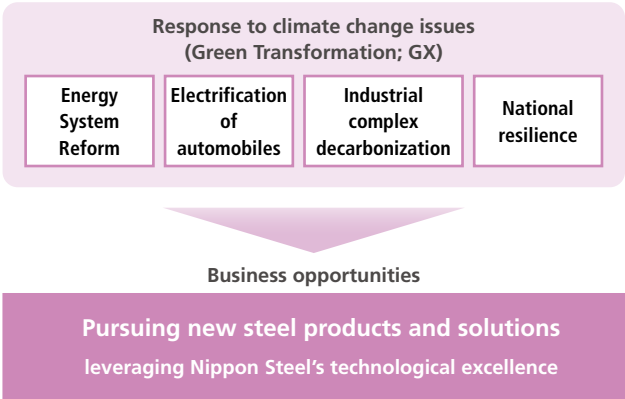 Response to climate change issues
(Green Transformation; GX)
Energy
System
Reform
Electrification
of
automobiles
Industrial
complex
decarbonization
National
resilience
Business opportunities
Pursuing new steel products and solutions
leveraging Nippon Steel’s technological excellence